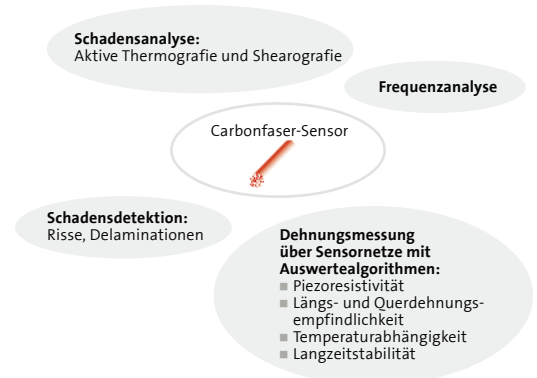 Schadensanalyse:
Aktive Thermografie und Shearografie
Frequenzanalyse
Carbonfaser-Sensor
Schadensdetektion:
Risse, Delaminationen
Dehnungsmessung
über Sensornetze mit
Auswertealgorithmen:
■ Piezoresistivität
■ Längs- und Querdehnungs-
empfindlichkeit
■ Temperaturabhängigkeit
■ Langzeitstabilität